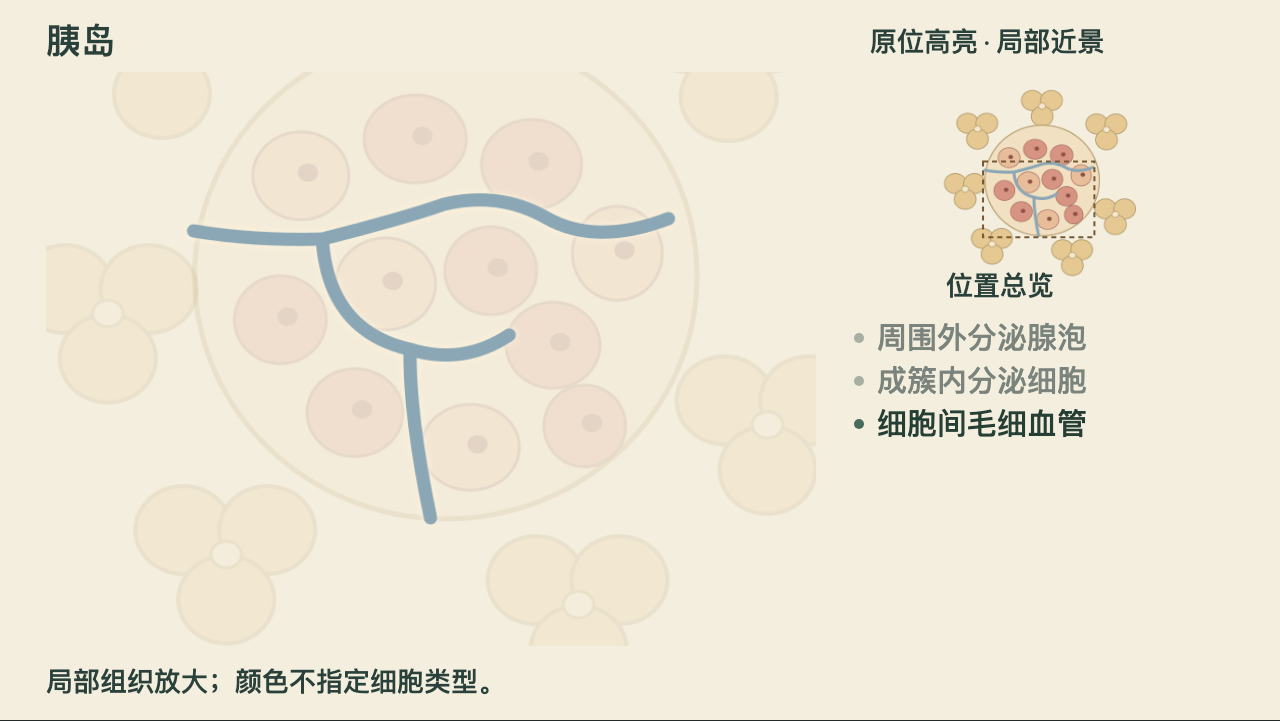 胰岛
原位高亮 · 局部近景
位置总览
周围外分泌腺泡
成簇内分泌细胞
细胞间毛细血管
局部组织放大；颜色不指定细胞类型。